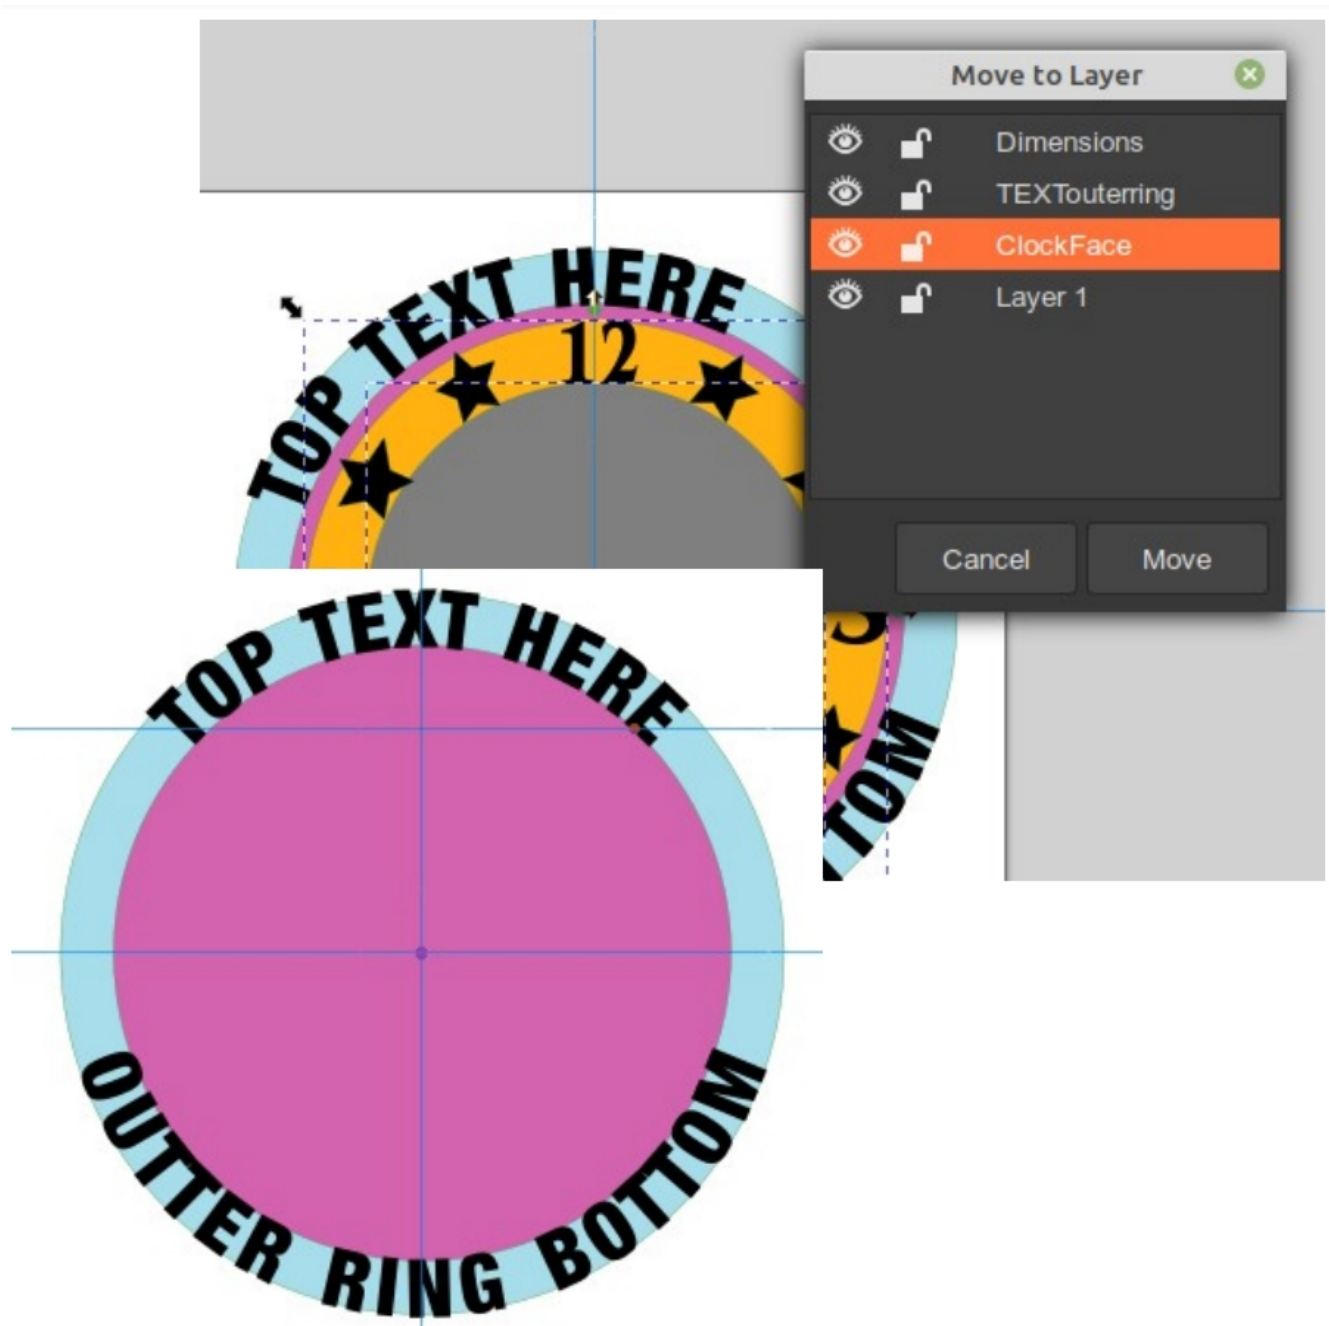 Move to Layer
Dimensions
TEXTouterring
ClockFace
Layer 1
Cancel
Move
TOP TEXT HERE
12
3
TOM
TOP TEXT HERE
OUTTER RING BOTTOM